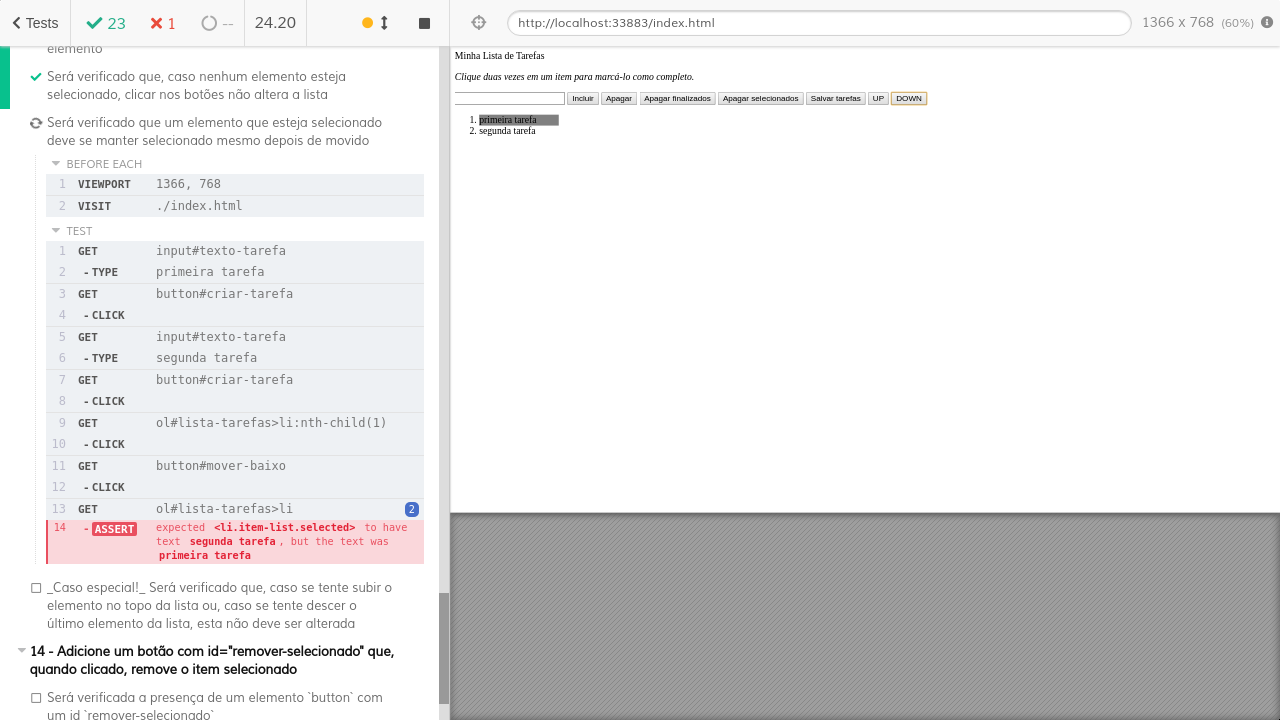 Tests 23 1 -- 24.20 http://localhost:33883/index.html 1366 x 768 (60%)
elemento
Será verificado que, caso nenhum elemento esteja
selecionado, clicar nos botões não altera a lista
Será verificado que um elemento que esteja selecionado
deve se manter selecionado mesmo depois de movido
BEFORE EACH
1 VIEWPORT 1366, 768
2 VISIT ./index.html
TEST
1 GET input#texto-tarefa
2 -TYPE primeira tarefa
3 GET button#criar-tarefa
4 -CLICK
5 GET input#texto-tarefa
6 -TYPE segunda tarefa
7 GET button#criar-tarefa
8 -CLICK
9 GET ol#lista-tarefas>li:nth-child(1)
10 -CLICK
11 GET button#mover-baixo
12 -CLICK
13 GET ol#lista-tarefas>li 2
14 -ASSERT expected <li.item-list.selected> to have
text segunda tarefa, but the text was
primeira tarefa
_Caso especial!_ Será verificado que, caso se tente subir o
elemento no topo da lista ou, caso se tente descer o
último elemento da lista, esta não deve ser alterada
14 - Adicione um botão com id="remover-selecionado" que,
quando clicado, remove o item selecionado
Será verificada a presença de um elemento `button` com
um id `remover-selecionado`
Minha Lista de Tarefas
Clique duas vezes em um item para marcá-lo como completo.
Incluir Apagar Apagar finalizados Apagar selecionados Salvar tarefas UP DOWN
1. primeira tarefa
2. segunda tarefa